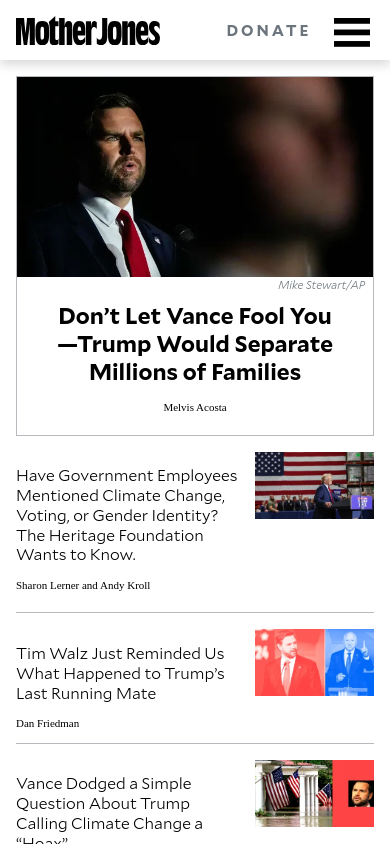 Mother Jones
DONATE
Mike Stewart/AP
Don’t Let Vance Fool You
—Trump Would Separate
Millions of Families
Melvis Acosta
Have Government Employees
Mentioned Climate Change,
Voting, or Gender Identity?
The Heritage Foundation
Wants to Know.
Sharon Lerner and Andy Kroll
Tim Walz Just Reminded Us
What Happened to Trump’s
Last Running Mate
Dan Friedman
Vance Dodged a Simple
Question About Trump
Calling Climate Change a
“Hoax”